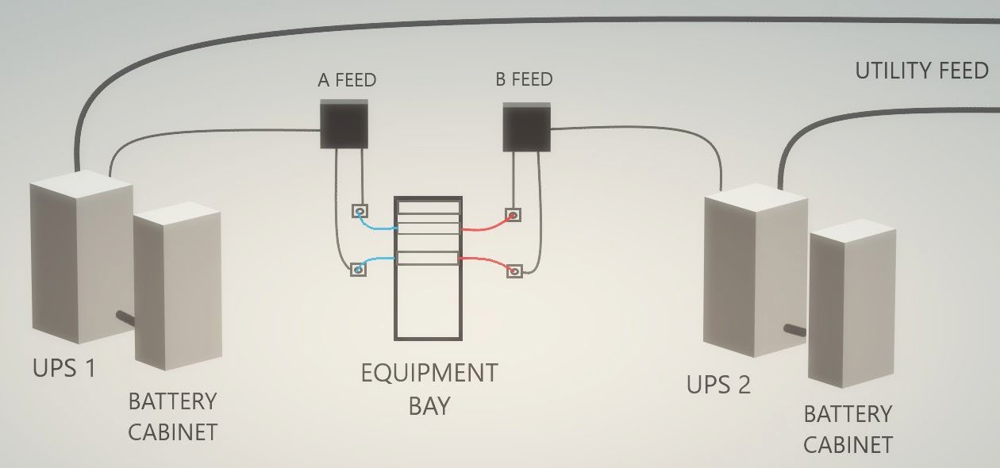 A FEED
B FEED
UTILITY FEED
UPS 1
BATTERY
CABINET
EQUIPMENT
BAY
UPS 2
BATTERY
CABINET